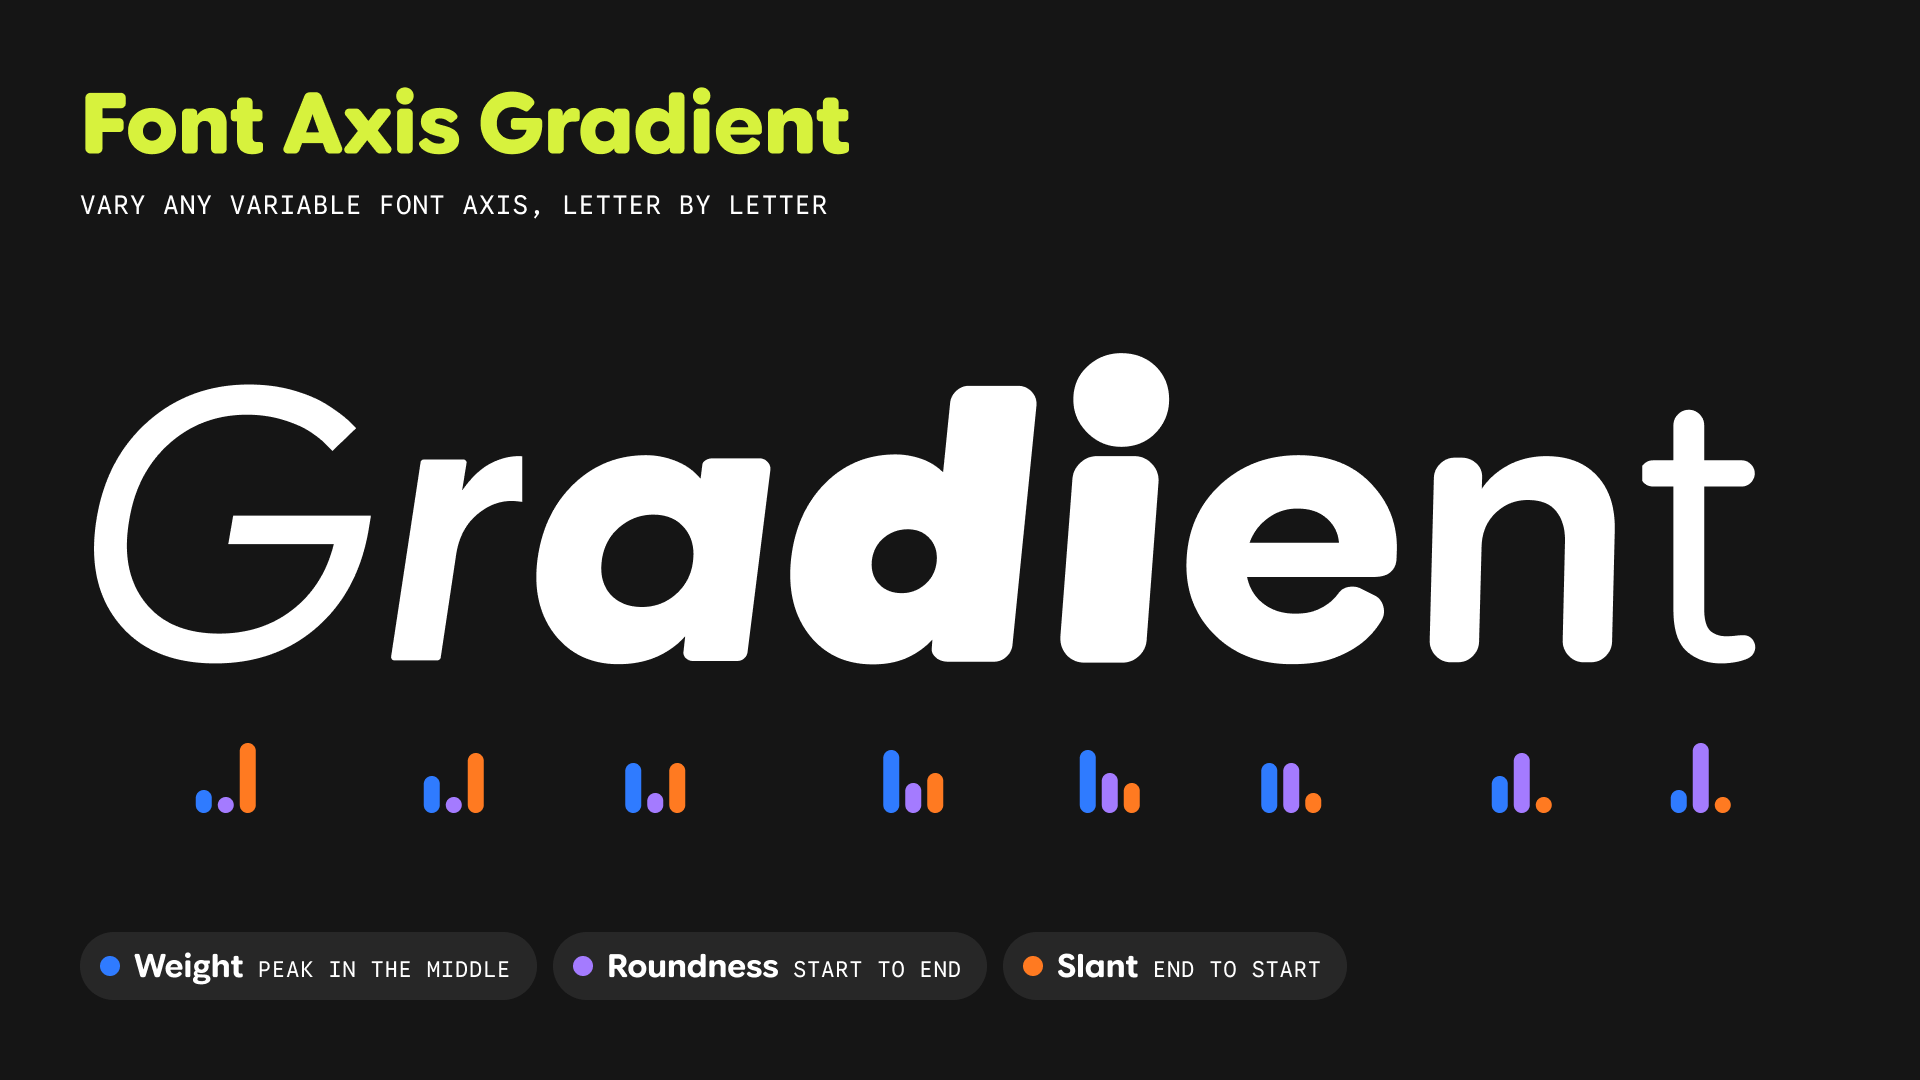 Font Axis Gradient
VARY ANY VARIABLE FONT AXIS, LETTER BY LETTER
Gradient
Weight PEAK IN THE MIDDLE
Roundness START TO END
Slant END TO START